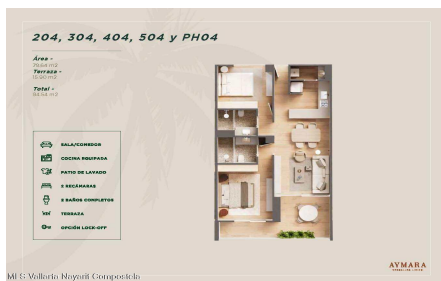 204, 304, 404, 504 y PH04
Área -
Terraza -
Total -
SALA/COMEDOR
COCINA EQUIPADA
PATIO DE LAVADO
2 RECÁMARAS
2 BAÑOS COMPLETOS
TERRAZA
OPCIÓN LOCK-OFF
AYMARA
MLS Vallarta Nayarit Compostela